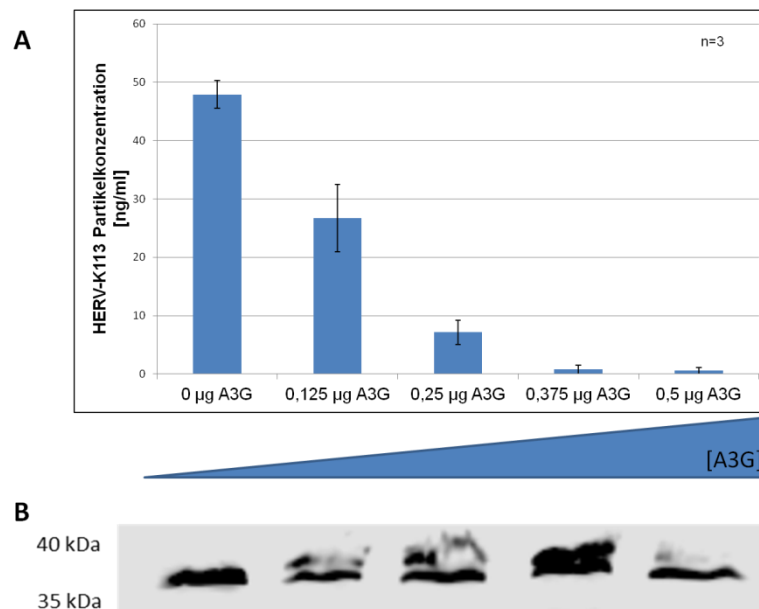 A
HERV-K113 Partikelkonzentration
[ng/ml]
60
50
40
30
20
10
0
n=3
0 µg A3G 0,125 µg A3G 0,25 µg A3G 0,375 µg A3G 0,5 µg A3G
[A3G]
B
40 kDa
35 kDa